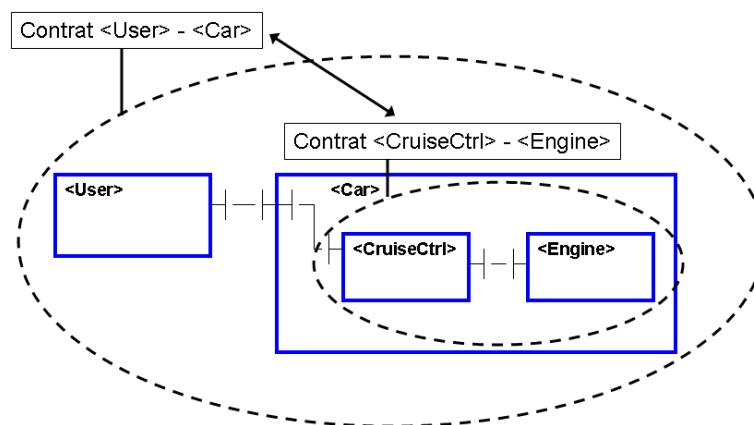 Contrat <User> - <Car>
Contrat <CruiseCtrl> - <Engine>
<User>
<Car>
<CruiseCtrl>
<Engine>